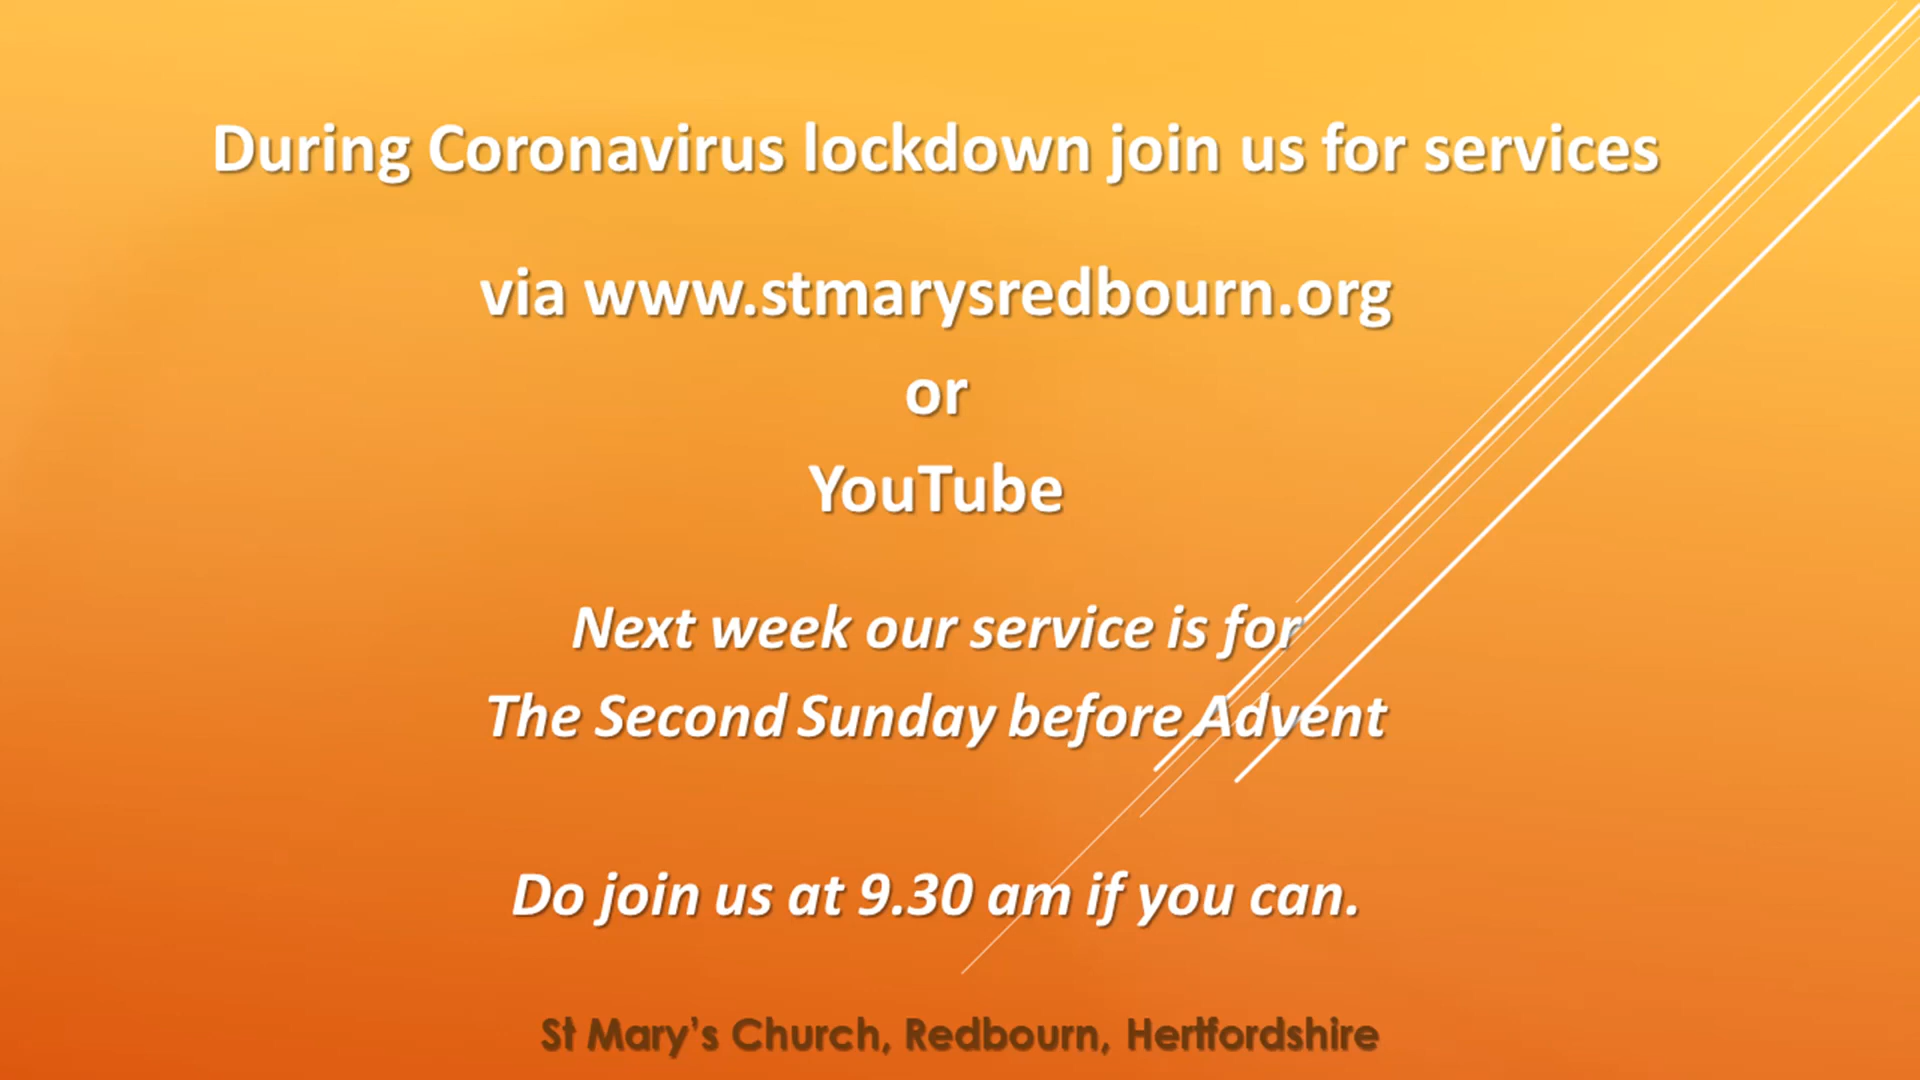 During Coronavirus lockdown join us for services
via www.stmarysredbourn.org
or
YouTube
Next week our service is for
The Second Sunday before Advent
Do join us at 9.30 am if you can.
St Mary’s Church, Redbourn, Hertfordshire